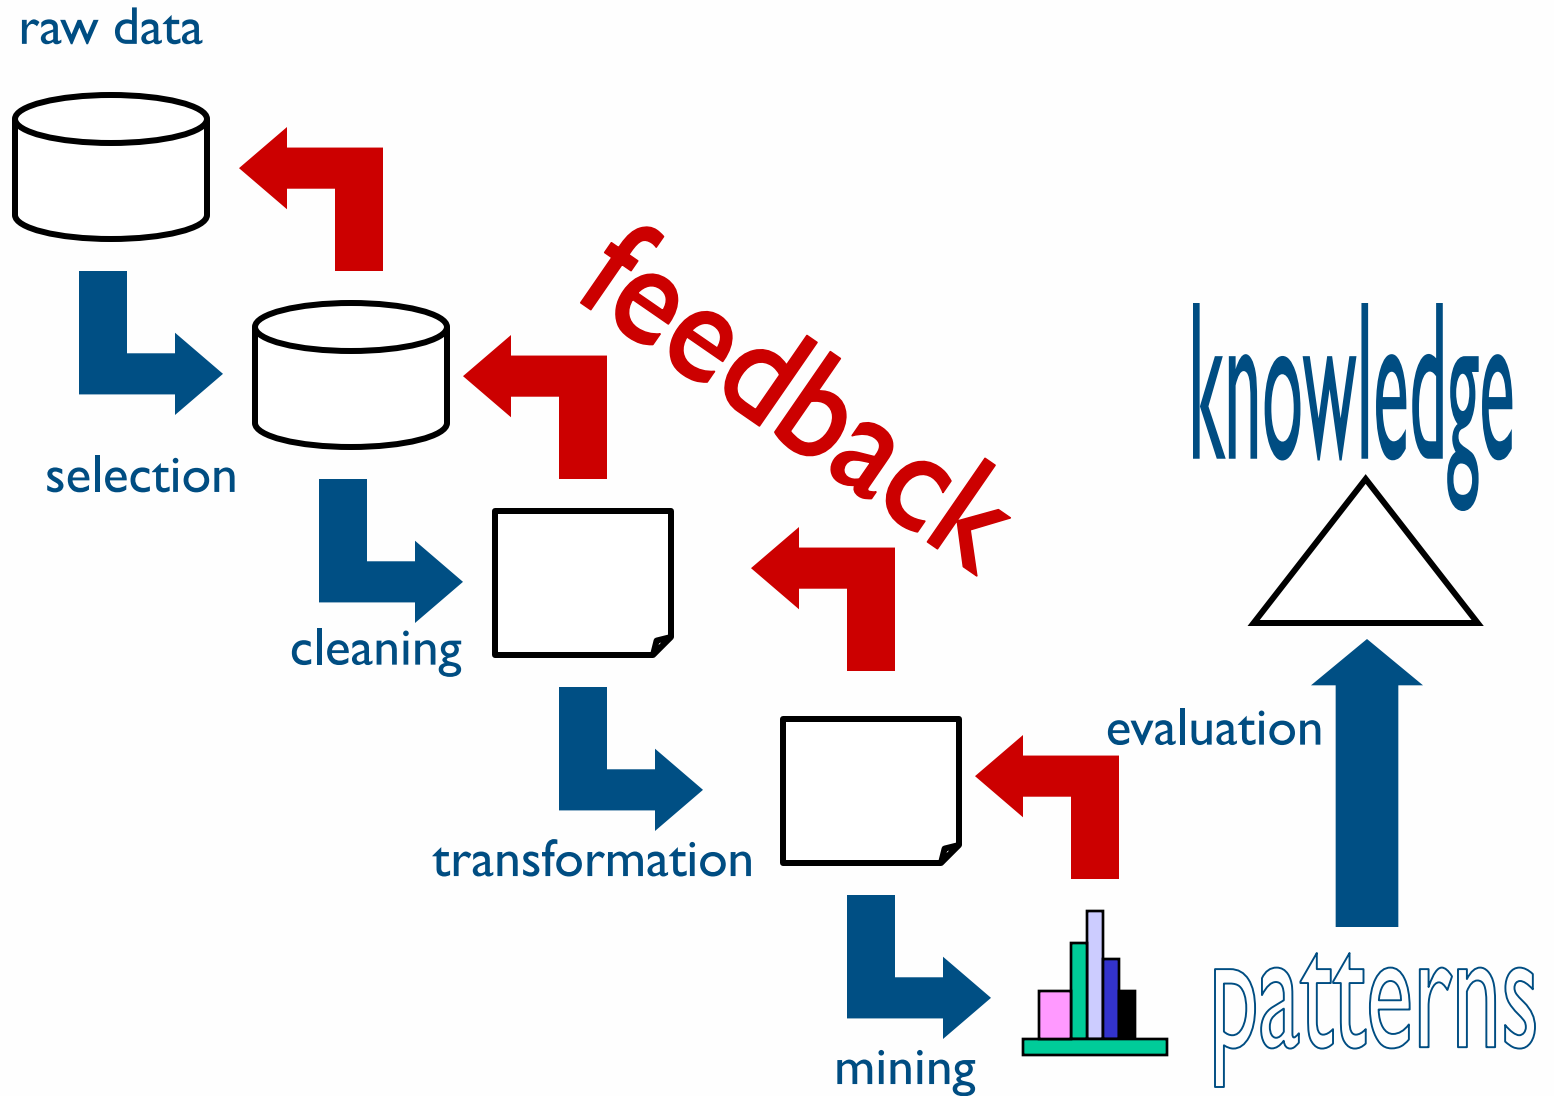 raw data
feedback
knowledge
selection
cleaning
evaluation
transformation
patterns
mining